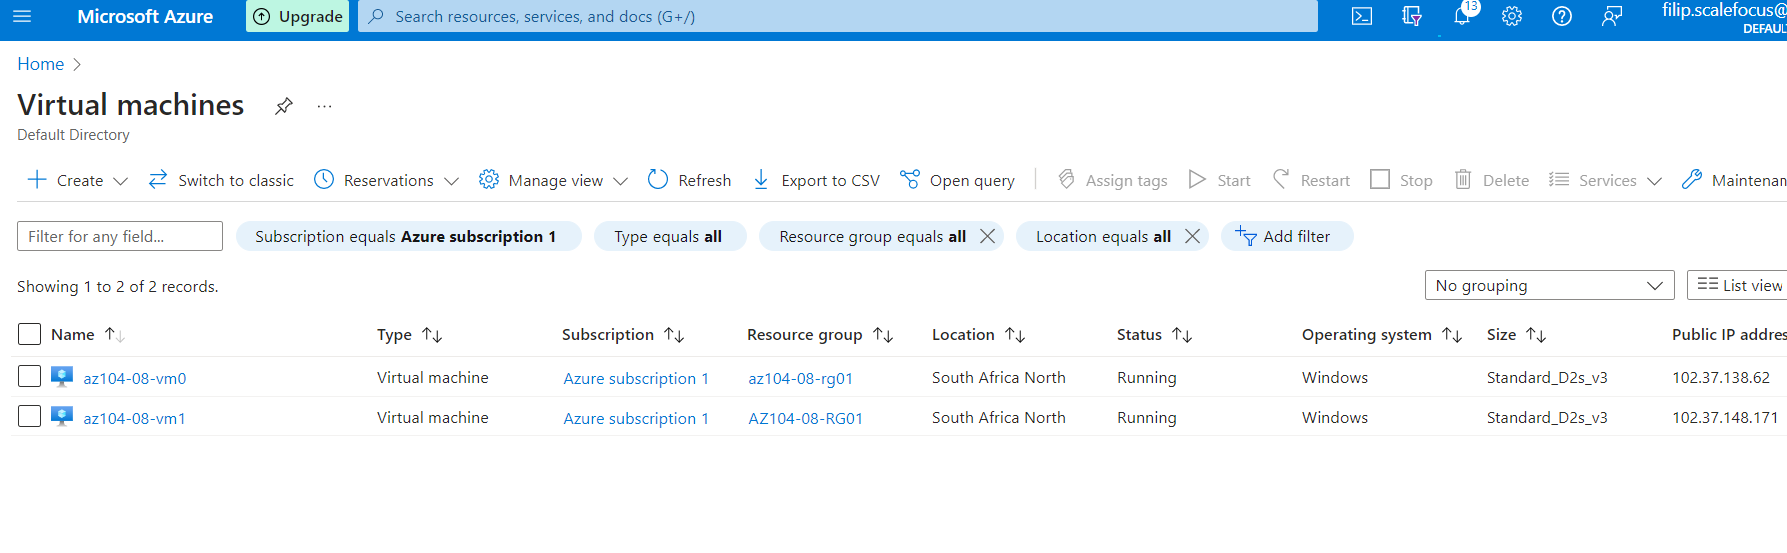 Microsoft Azure Upgrade Search resources, services, and docs (G+/) 13 filip.scalefocus@
DEFAUL
Home
Virtual machines ...
Default Directory
Create Switch to classic Reservations Manage view Refresh Export to CSV Open query Assign tags Start Restart Stop Delete Services Maintenan
Filter for any field... Subscription equals Azure subscription 1 Type equals all Resource group equals all Location equals all Add filter
Showing 1 to 2 of 2 records. No grouping List view
Name Type Subscription Resource group Location Status Operating system Size Public IP addres
az104-08-vm0 Virtual machine Azure subscription 1 az104-08-rg01 South Africa North Running Windows Standard_D2s_v3 102.37.138.62
az104-08-vm1 Virtual machine Azure subscription 1 AZ104-08-RG01 South Africa North Running Windows Standard_D2s_v3 102.37.148.171